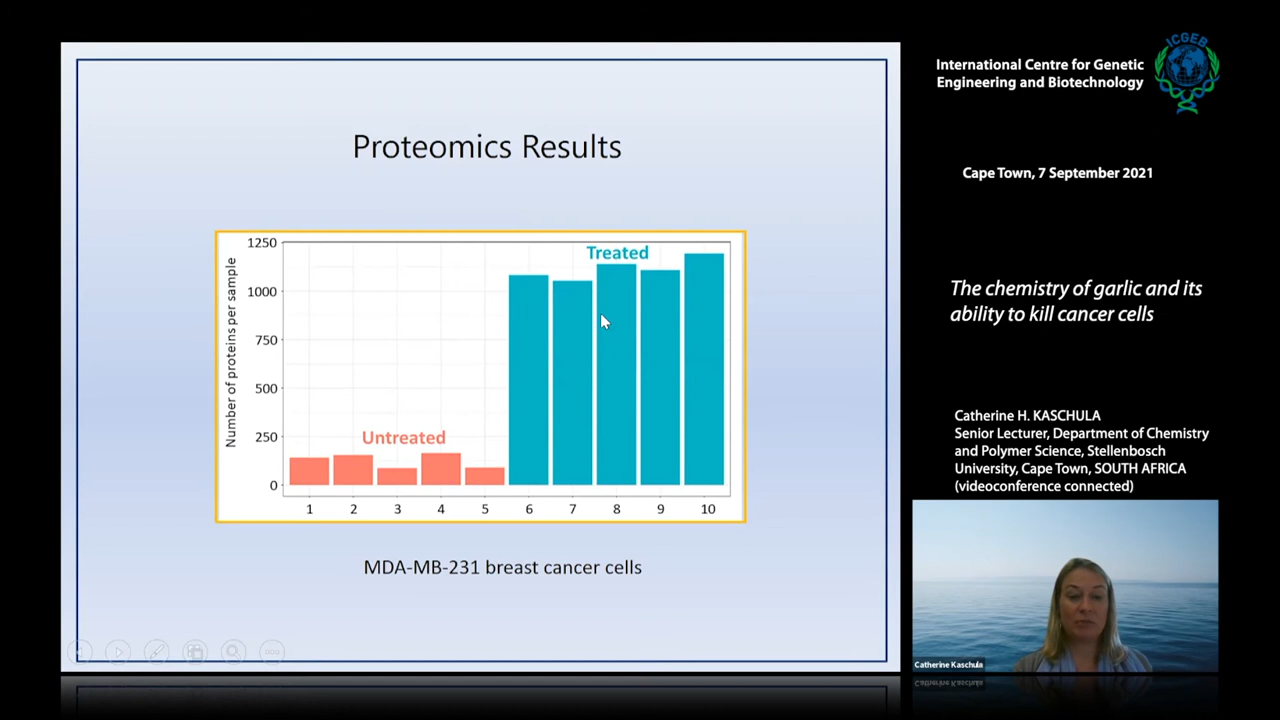 Proteomics Results
Number of proteins per sample
1250
1000
750
500
250
0
Treated
Untreated
1 2 3 4 5 6 7 8 9 10
MDA-MB-231 breast cancer cells
International Centre for Genetic
Engineering and Biotechnology
ICGEB
Cape Town, 7 September 2021
The chemistry of garlic and its
ability to kill cancer cells
Catherine H. KASCHULA
Senior Lecturer, Department of Chemistry
and Polymer Science, Stellenbosch
University, Cape Town, SOUTH AFRICA
(videoconference connected)
Catherine Kaschula